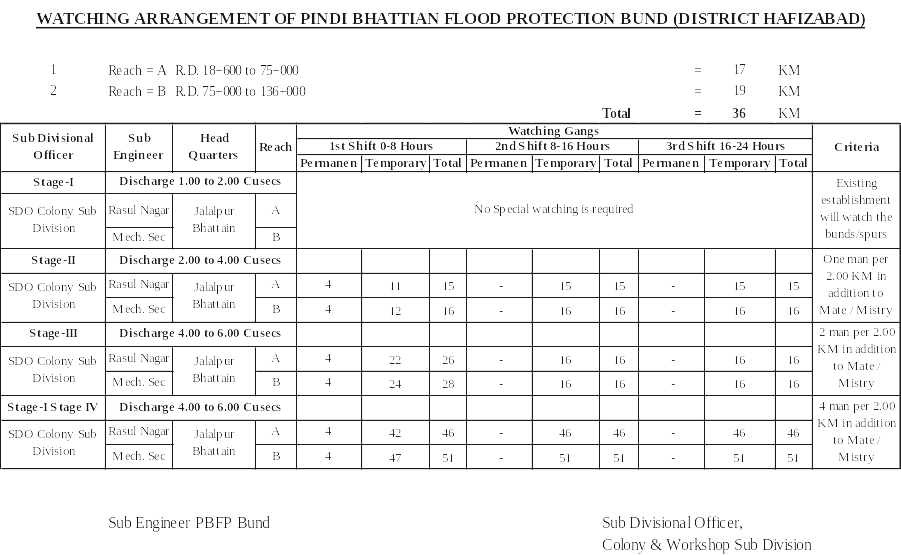 WATCHING ARRANGEMENT OF PINDI BHATTIAN FLOOD PROTECTION BUND (DISTRICT HAFIZABAD)
1 Reach = A R.D. 18+600 to 75+000 = 17 KM
2 Reach = B R.D. 75+000 to 136+000 = 19 KM
Total = 36 KM
Sub Divisional Officer Sub Engineer Head Quarters Reach Watching Gangs Criteria
1st Shift 0-8 Hours 2nd Shift 8-16 Hours 3rd Shift 16-24 Hours
Permanen Temporary Total Permanen Temporary Total Permanen Temporary Total
Stage-I Discharge 1.00 to 2.00 Cusecs
SDO Colony Sub Division Rasul Nagar Jalalpur Bhattain A No Special watching is required
Mech. Sec B
Existing
establishment
will watch the
bunds/spurs
Stage-II Discharge 2.00 to 4.00 Cusecs
SDO Colony Sub Division Rasul Nagar Jalalpur Bhattain A 4 11 15 - 15 15 - 15 15
Mech. Sec B 4 12 16 - 16 16 - 16 16
One man per
2.00 KM in
addition to
Mate / Mistry
Stage-III Discharge 4.00 to 6.00 Cusecs
SDO Colony Sub Division Rasul Nagar Jalalpur Bhattain A 4 22 26 - 16 16 - 16 16
Mech. Sec B 4 24 28 - 16 16 - 16 16
2 man per 2.00
KM in addition
to Mate /
Mistry
Stage-I Stage IV Discharge 4.00 to 6.00 Cusecs
SDO Colony Sub Division Rasul Nagar Jalalpur Bhattain A 4 42 46 - 46 46 - 46 46
Mech. Sec B 4 47 51 - 51 51 - 51 51
4 man per 2.00
KM in addition
to Mate /
Mistry
Sub Engineer PBFP Bund Sub Divisional Officer,
Colony & Workshop Sub Division